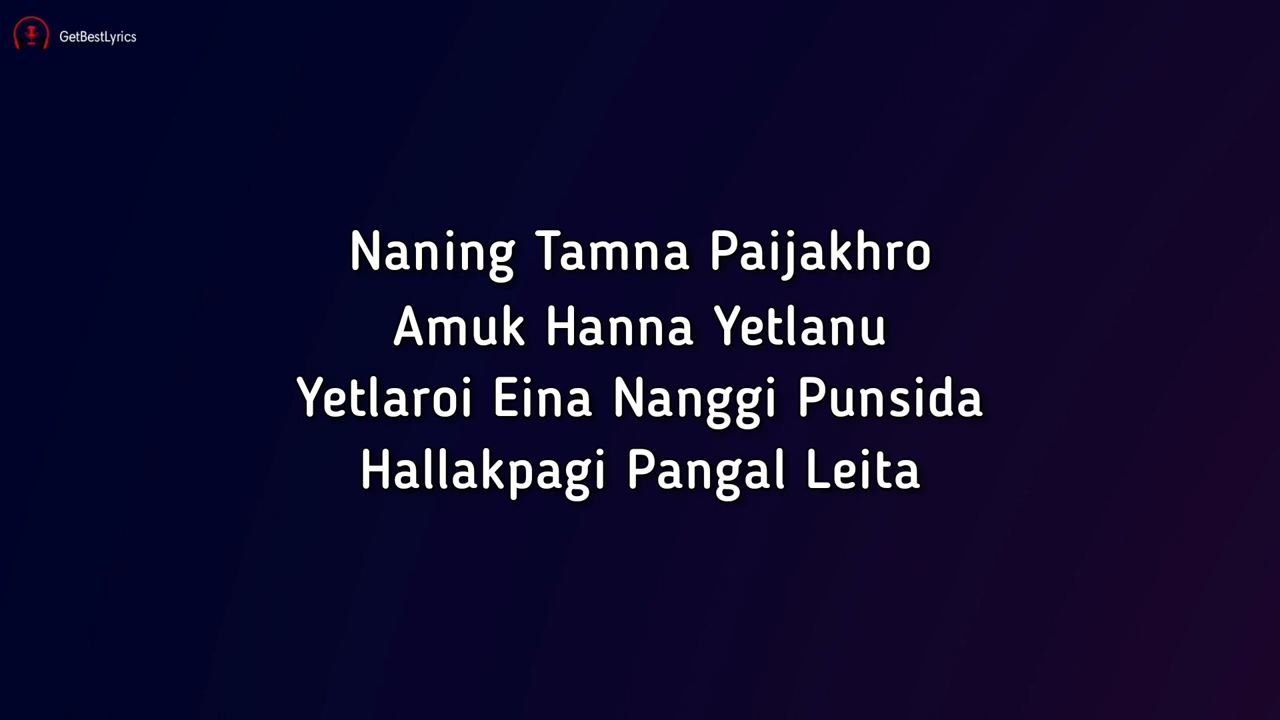 GetBestLyrics
Naning Tamna Paijakhro
Amuk Hanna Yetlanu
Yetlaroi Eina Nanggi Punsida
Hallakpagi Pangal Leita